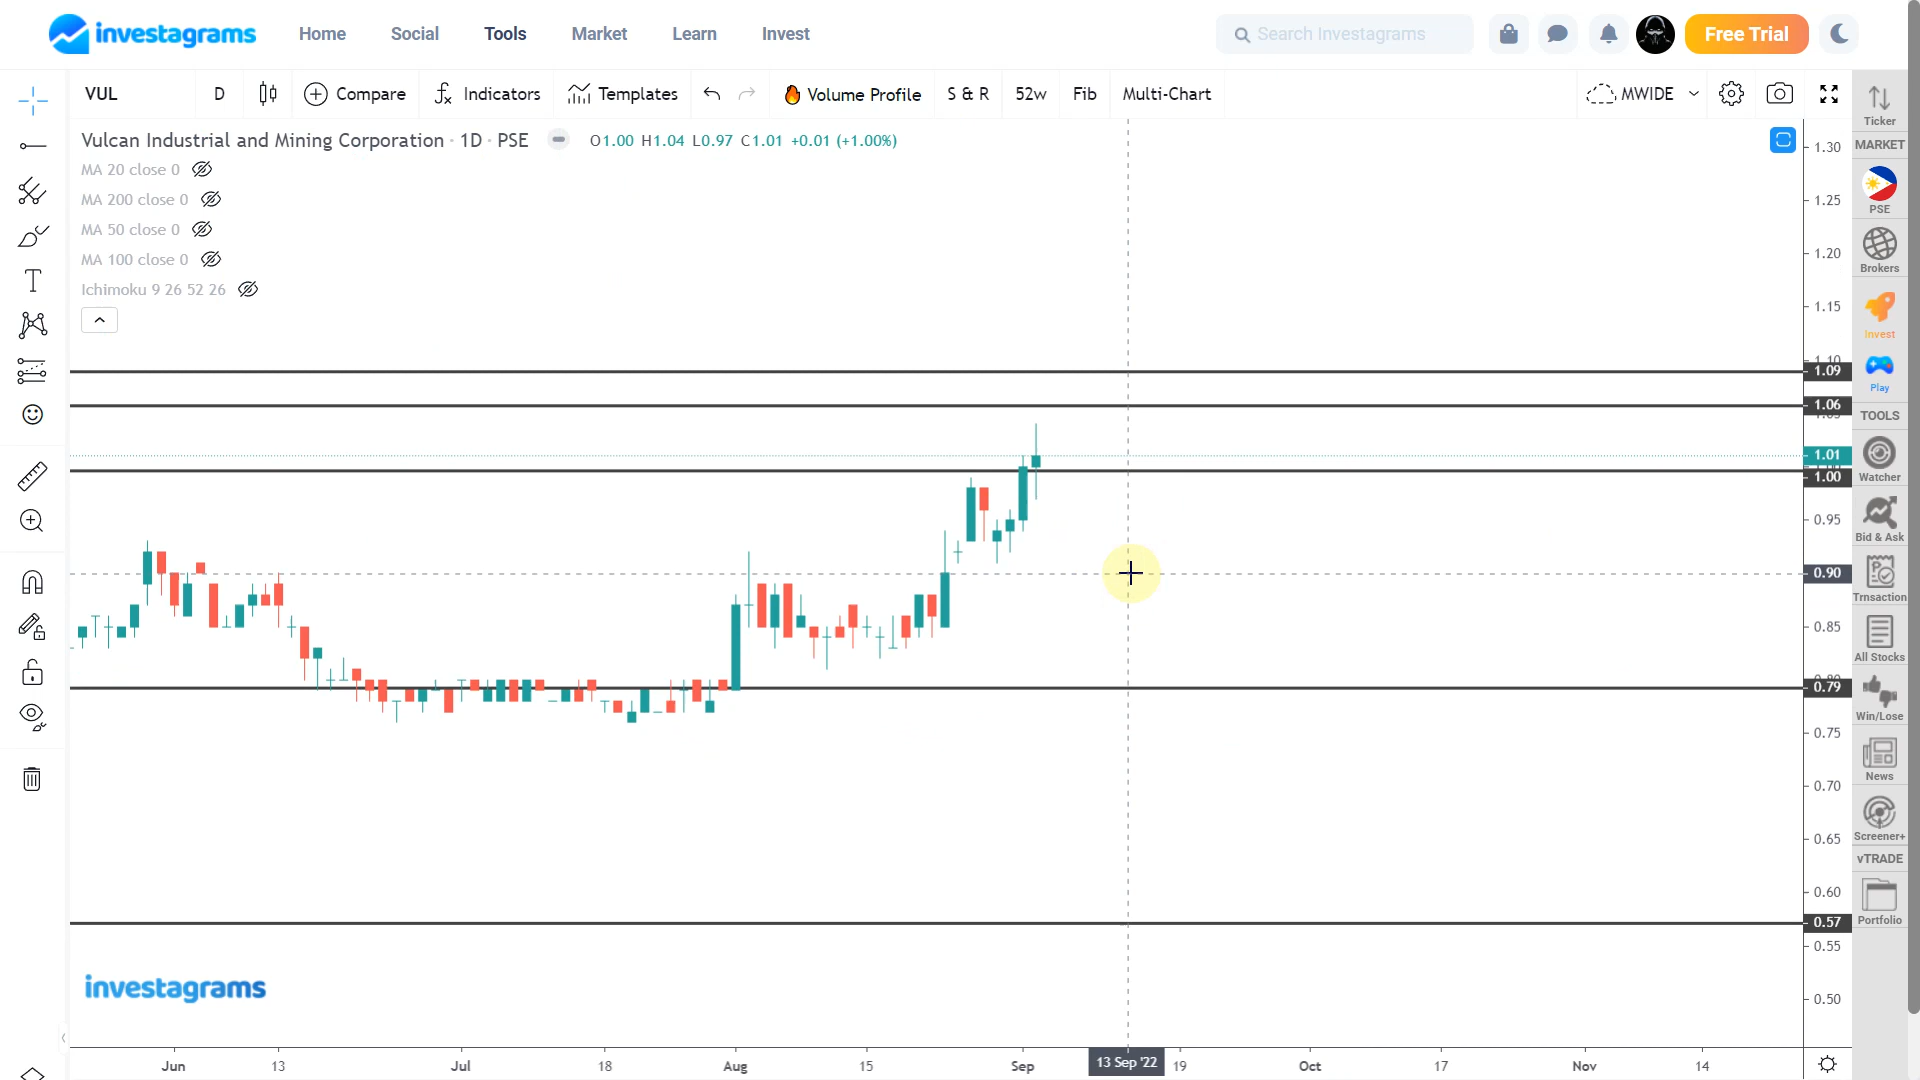 investagrams
Home Social Tools Market Learn Invest
Search Investagrams
Free Trial
VUL D Compare Indicators Templates Volume Profile S & R 52w Fib Multi-Chart MWIDE
Vulcan Industrial and Mining Corporation · 1D · PSE O1.00 H1.04 L0.97 C1.01 +0.01 (+1.00%)
MA 20 close 0
MA 200 close 0
MA 50 close 0
MA 100 close 0
Ichimoku 9 26 52 26
1.30
1.25
1.20
1.15
1.10
1.09
1.06
1.01
1.00
0.95
0.90
0.85
0.79
0.75
0.70
0.65
0.60
0.57
0.55
0.50
investagrams
Jun 13 Jul 18 Aug 15 Sep 13 Sep '22 19 Oct 17 Nov 14
Ticker
MARKET
PSE
Brokers
Invest
Play
TOOLS
Watcher
Bid & Ask
Trnsaction
All Stocks
Win/Lose
News
Screener+
vTRADE
Portfolio